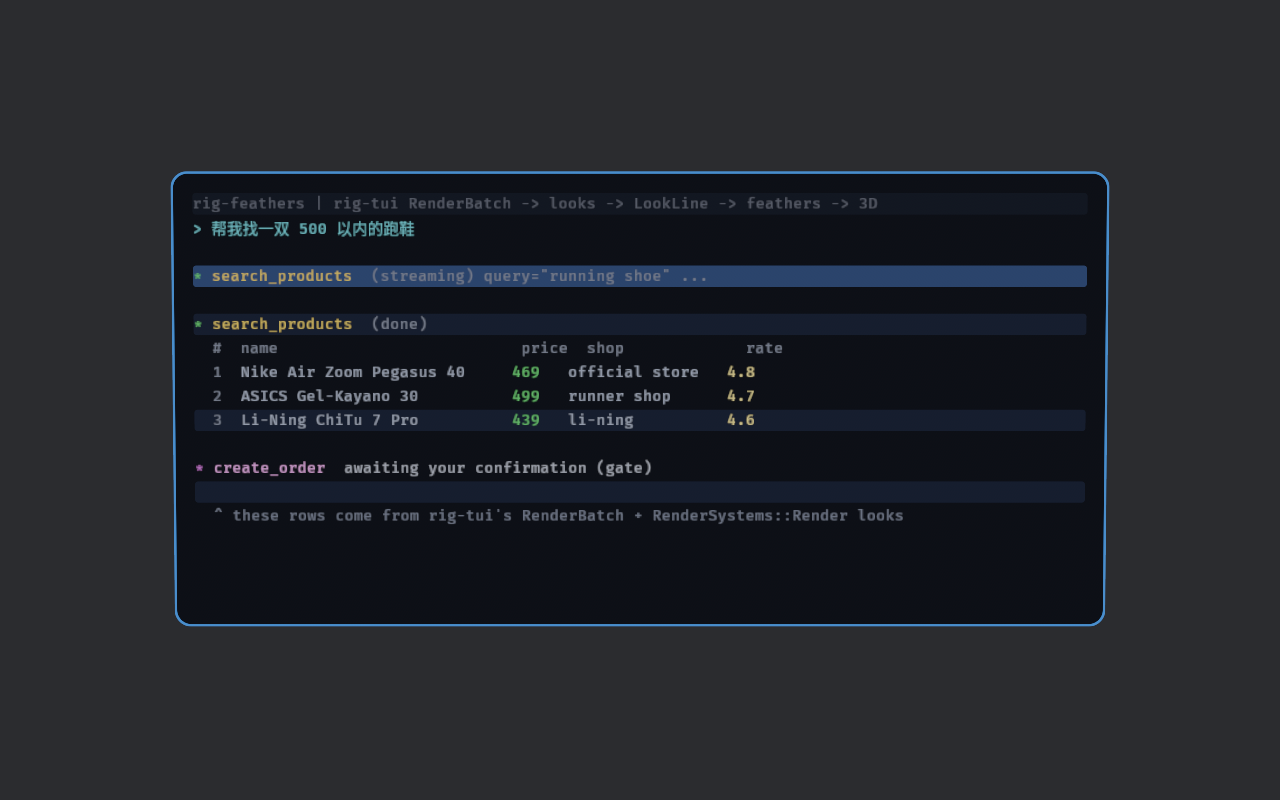 rig-feathers | rig-tui RenderBatch -> looks -> LookLine -> feathers -> 3D
> 帮我找一双 500 以内的跑鞋
* search_products (streaming) query="running shoe" ...
* search_products (done)
# name price shop rate
1 Nike Air Zoom Pegasus 40 469 official store 4.8
2 ASICS Gel-Kayano 30 499 runner shop 4.7
3 Li-Ning ChiTu 7 Pro 439 li-ning 4.6
* create_order awaiting your confirmation (gate)
^ these rows come from rig-tui's RenderBatch + RenderSystems::Render looks